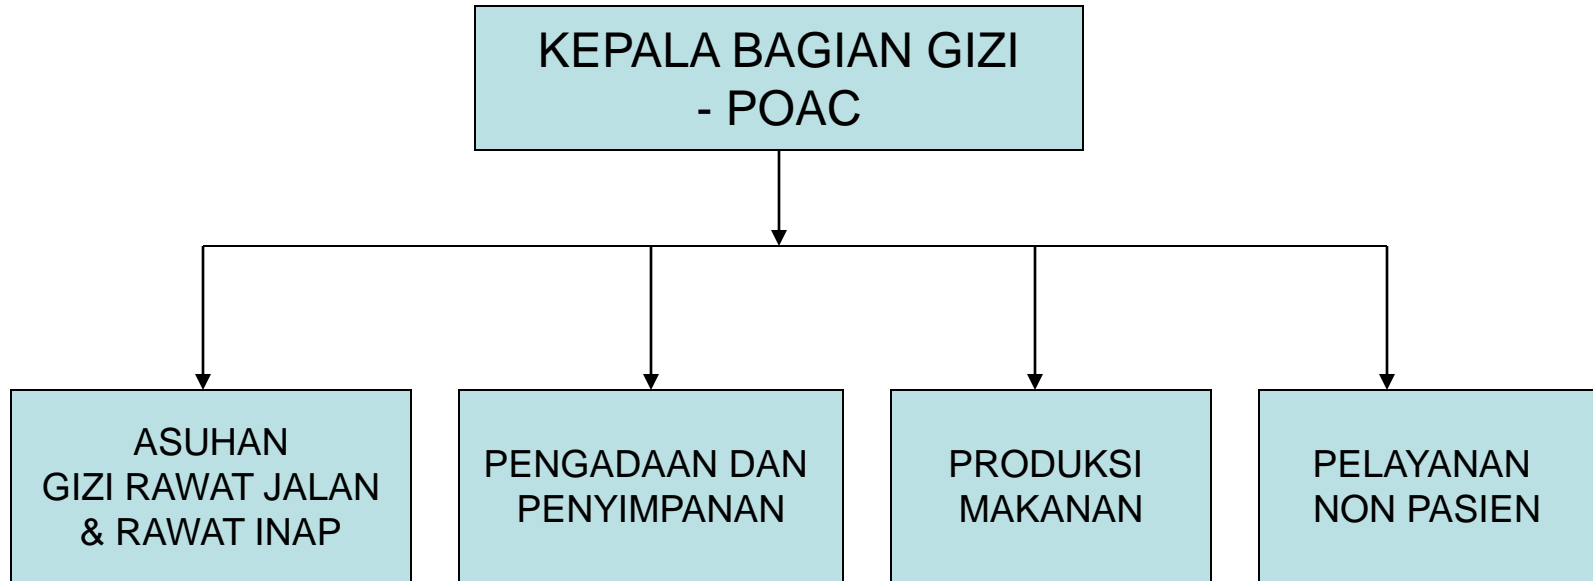 KEPALA BAGIAN GIZI
- POAC
ASUHAN
GIZI RAWAT JALAN
& RAWAT INAP
PENGADAAN DAN
PENYIMPANAN
PRODUKSI
MAKANAN
PELAYANAN
NON PASIEN